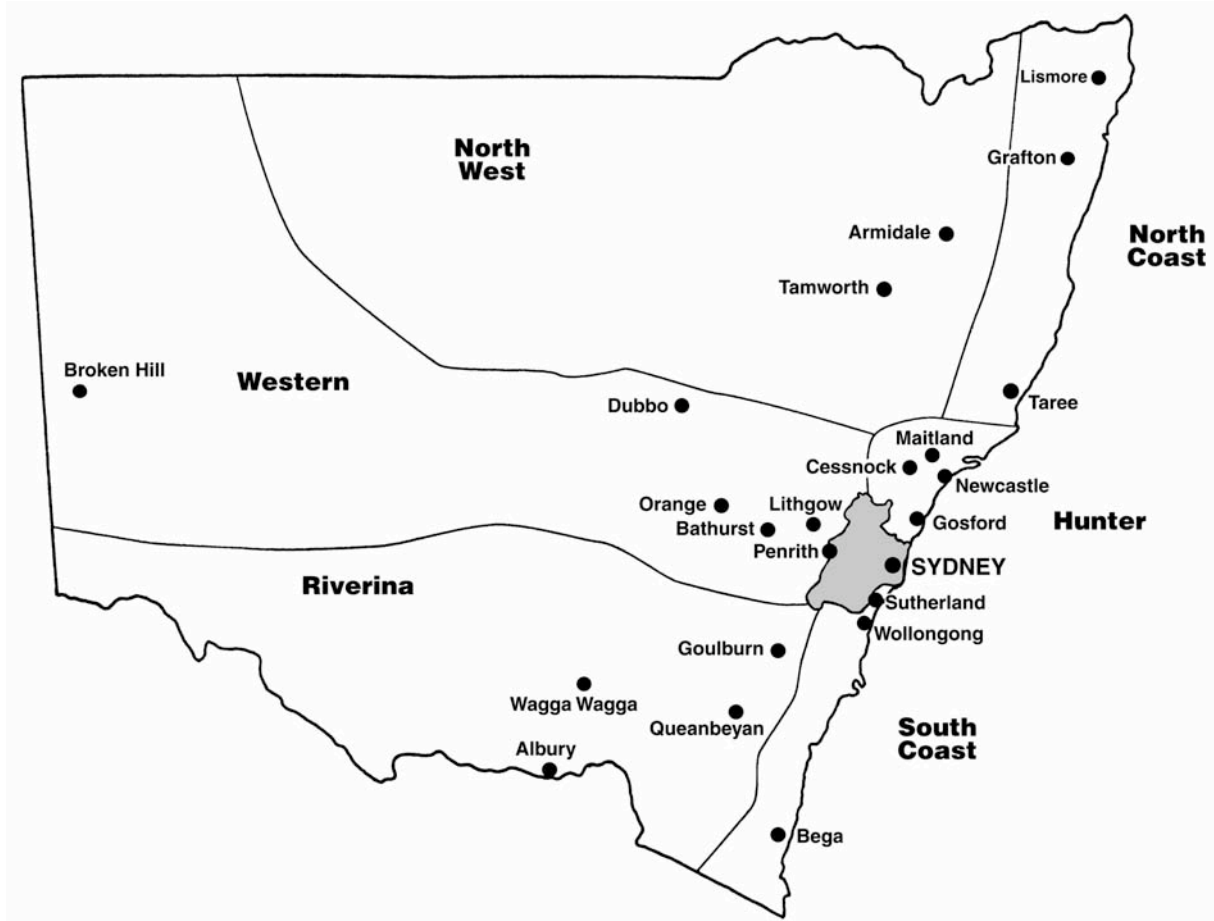 Lismore
North
West
Grafton
Armidale
North
Coast
Tamworth
Broken Hill
Western
Dubbo
Taree
Maitland
Cessnock
Newcastle
Orange
Lithgow
Gosford
Hunter
Bathurst
Penrith
SYDNEY
Riverina
Sutherland
Wollongong
Goulburn
Wagga Wagga
Queanbeyan
South
Coast
Albury
Bega